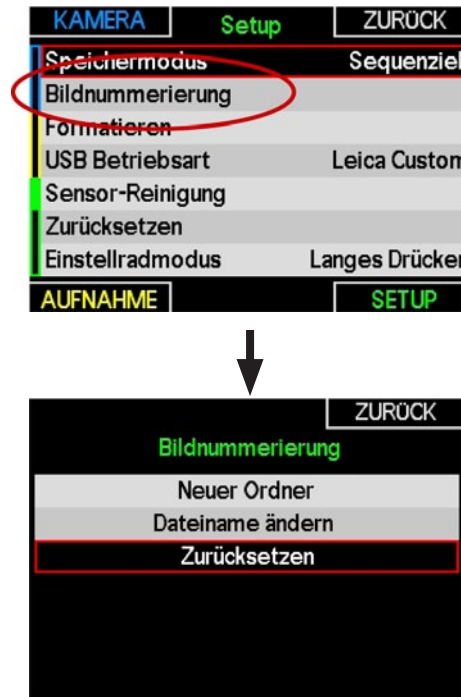 KAMERA Setup ZURÜCK
Speichermodus Sequenziel
Bildnummerierung
Formatieren
USB Betriebsart Leica Custom
Sensor-Reinigung
Zurücksetzen
Einstellradmodus Langes Drücken
AUFNAHME SETUP
ZURÜCK
Bildnummerierung
Neuer Ordner
Dateiname ändern
Zurücksetzen